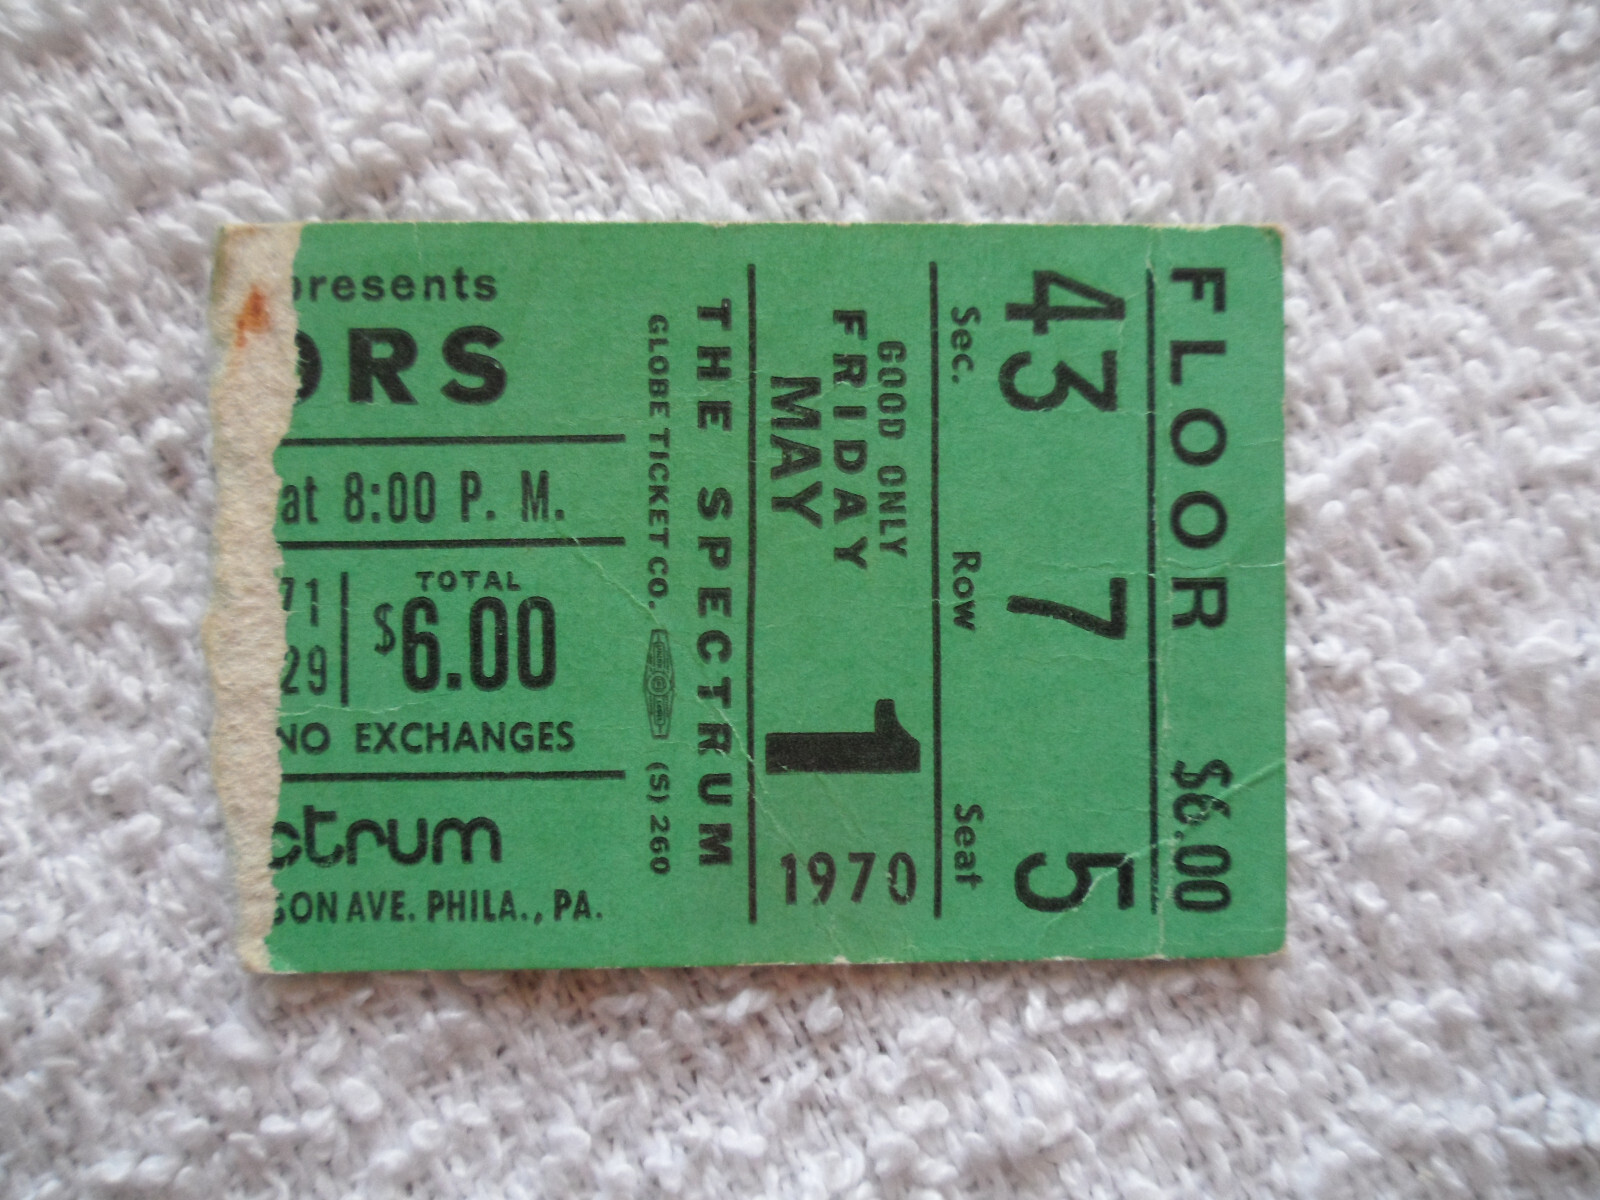 presents
ORS
at 8:00 P. M.
TOTAL
71
29
$6.00
NO EXCHANGES
ctrum
SON AVE. PHILA., PA.
GLOBE TICKET CO. (S) 260
THE SPECTRUM
GOOD ONLY
FRIDAY
MAY 1
1970
Sec. Row Seat
43 7 5
FLOOR $6.00